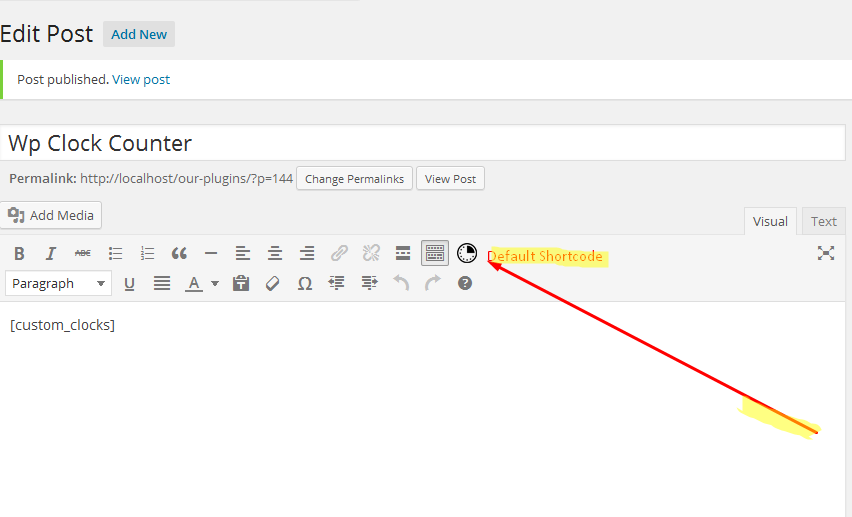 Edit Post Add New
Post published. View post
Wp Clock Counter
Permalink: http://localhost/our-plugins/?p=144 Change Permalinks View Post
Add Media Visual Text
B I ABC Default Shortcode
Paragraph U A Ω ?
[custom_clocks]